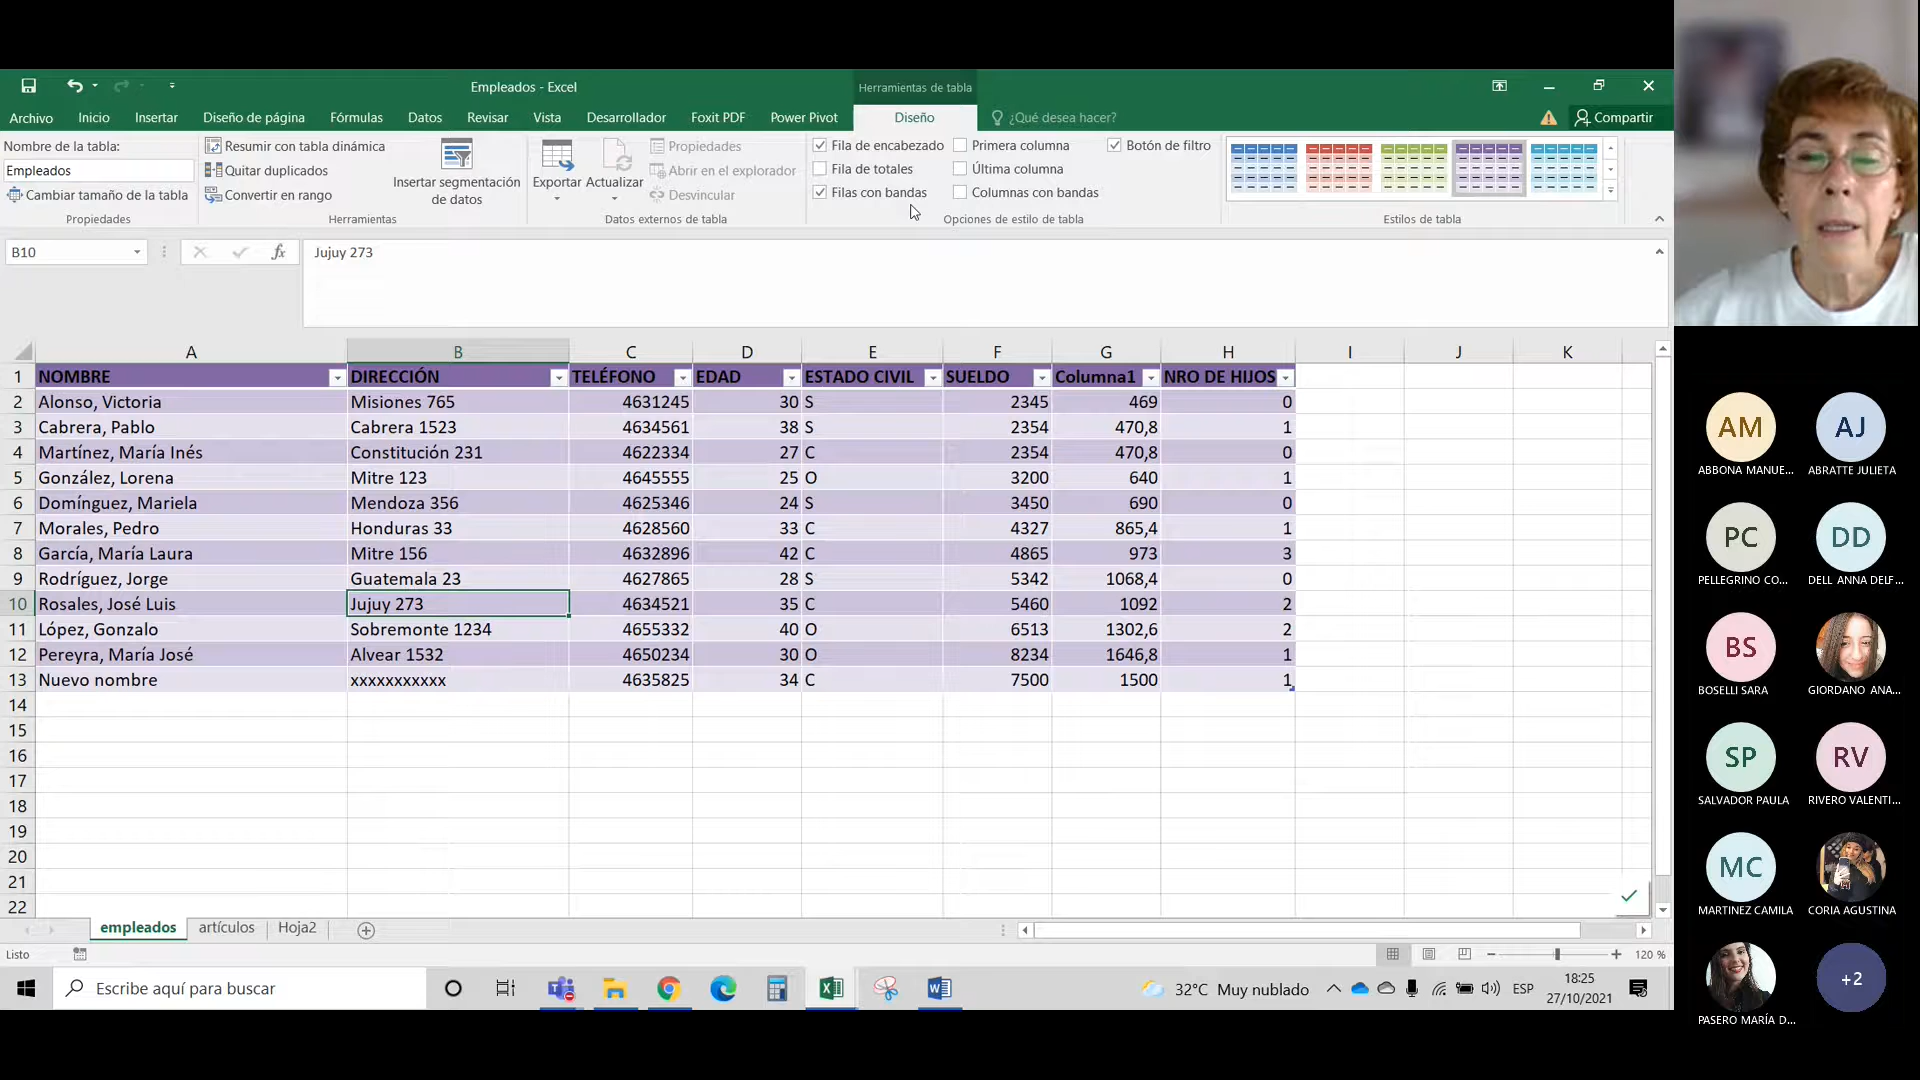 Empleados - Excel
Herramientas de tabla
Archivo Inicio Insertar Diseño de página Fórmulas Datos Revisar Vista Desarrollador Foxit PDF Power Pivot Diseño ¿Qué desea hacer? Compartir
Nombre de la tabla:
Empleados
Cambiar tamaño de la tabla
Propiedades
Resumir con tabla dinámica
Quitar duplicados
Convertir en rango
Insertar segmentación
de datos
Herramientas
Exportar
Actualizar
Propiedades
Abrir en el explorador
Desvincular
Datos externos de tabla
Fila de encabezado
Fila de totales
Filas con bandas
Primera columna
Última columna
Columnas con bandas
Botón de filtro
Opciones de estilo de tabla
Estilos de tabla
B10
fx
Jujuy 273
A B C D E F G H I J K
1 NOMBRE DIRECCIÓN TELÉFONO EDAD ESTADO CIVIL SUELDO Columna1 NRO DE HIJOS
2 Alonso, Victoria Misiones 765 4631245 30 S 2345 469 0
3 Cabrera, Pablo Cabrera 1523 4634561 38 S 2354 470,8 1
4 Martínez, María Inés Constitución 231 4622334 27 C 2354 470,8 0
5 González, Lorena Mitre 123 4645555 25 O 3200 640 1
6 Domínguez, Mariela Mendoza 356 4625346 24 S 3450 690 0
7 Morales, Pedro Honduras 33 4628560 33 C 4327 865,4 1
8 García, María Laura Mitre 156 4632896 42 C 4865 973 3
9 Rodríguez, Jorge Guatemala 23 4627865 28 S 5342 1068,4 0
10 Rosales, José Luis Jujuy 273 4634521 35 C 5460 1092 2
11 López, Gonzalo Sobremonte 1234 4655332 40 O 6513 1302,6 2
12 Pereyra, María José Alvear 1532 4650234 30 O 8234 1646,8 1
13 Nuevo nombre xxxxxxxxxxx 4635825 34 C 7500 1500 1
14
15
16
17
18
19
20
21
22
empleados artículos Hoja2
Listo
120 %
Escribe aquí para buscar
32°C Muy nublado
ESP
18:25
27/10/2021
AM
ABBONA MANUE...
AJ
ABRATTE JULIETA
PC
PELLEGRINO CO...
DD
DELL ANNA DELF...
BS
BOSELLI SARA
GIORDANO ANA...
SP
SALVADOR PAULA
RV
RIVERO VALENTI...
MC
MARTINEZ CAMILA
CORIA AGUSTINA
PASERO MARÍA D...
+2